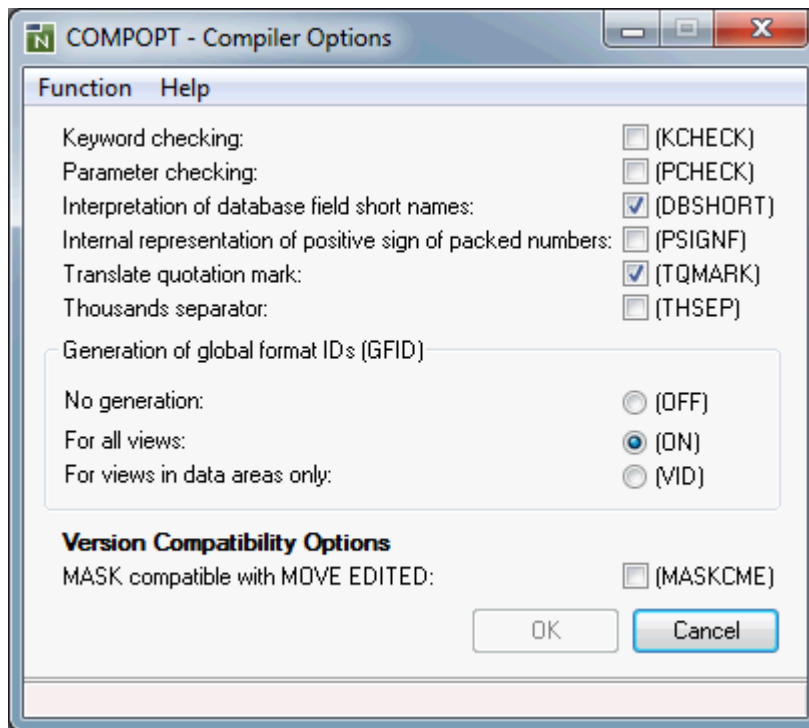 COMPOPT - Compiler Options
Function Help
Keyword checking: (KCHECK)
Parameter checking: (PCHECK)
Interpretation of database field short names: (DBSHORT)
Internal representation of positive sign of packed numbers: (PSIGNF)
Translate quotation mark: (TQMARK)
Thousands separator: (THSEP)
Generation of global format IDs (GFID)
No generation: (OFF)
For all views: (ON)
For views in data areas only: (VID)
Version Compatibility Options
MASK compatible with MOVE EDITED: (MASKCME)
OK Cancel